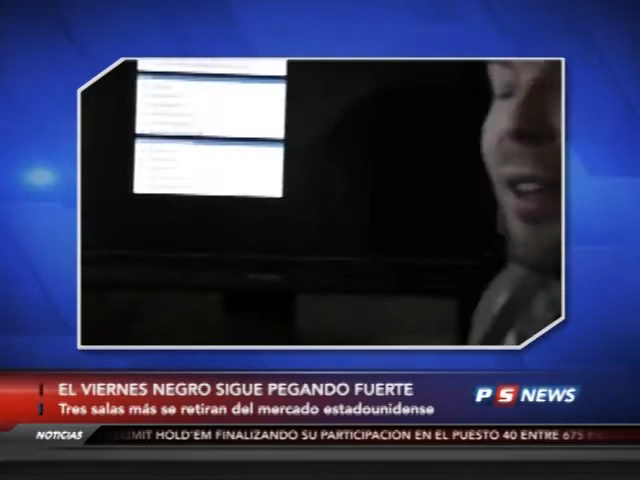 EL VIERNES NEGRO SIGUE PEGANDO FUERTE
Tres salas más se retiran del mercado estadounidense
PS NEWS
NOTICIAS
LIMIT HOLD'EM FINALIZANDO SU PARTICIPACION EN EL PUESTO 40 ENTRE 675